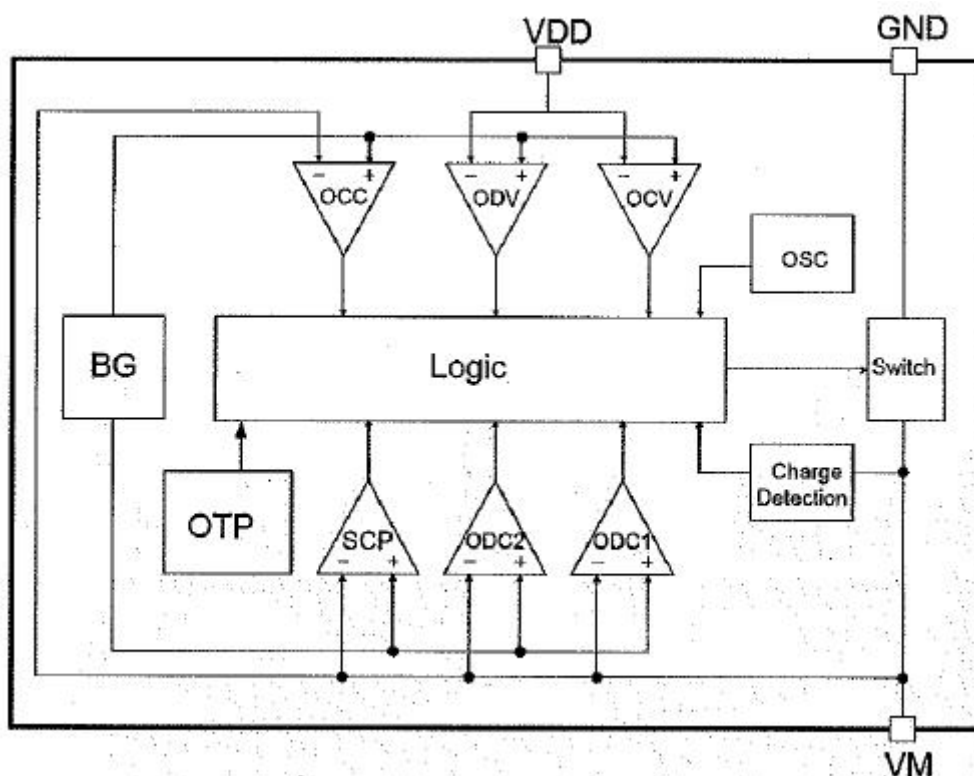 VDD GND
- + - + - +
OCC ODV OCV
OSC
BG Logic Switch
Charge
Detection
OTP SCP ODC2 ODC1
- + - + - +
VM